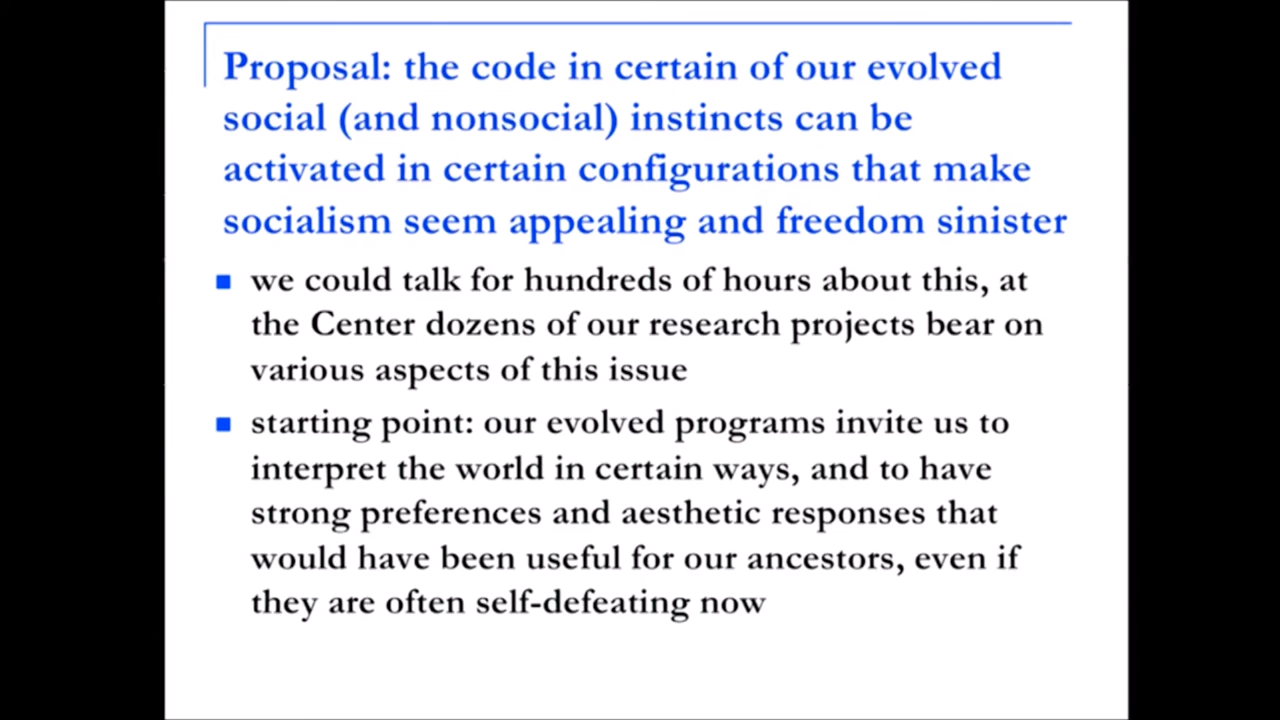 Proposal: the code in certain of our evolved
social (and nonsocial) instincts can be
activated in certain configurations that make
socialism seem appealing and freedom sinister
we could talk for hundreds of hours about this, at
the Center dozens of our research projects bear on
various aspects of this issue
starting point: our evolved programs invite us to
interpret the world in certain ways, and to have
strong preferences and aesthetic responses that
would have been useful for our ancestors, even if
they are often self-defeating now